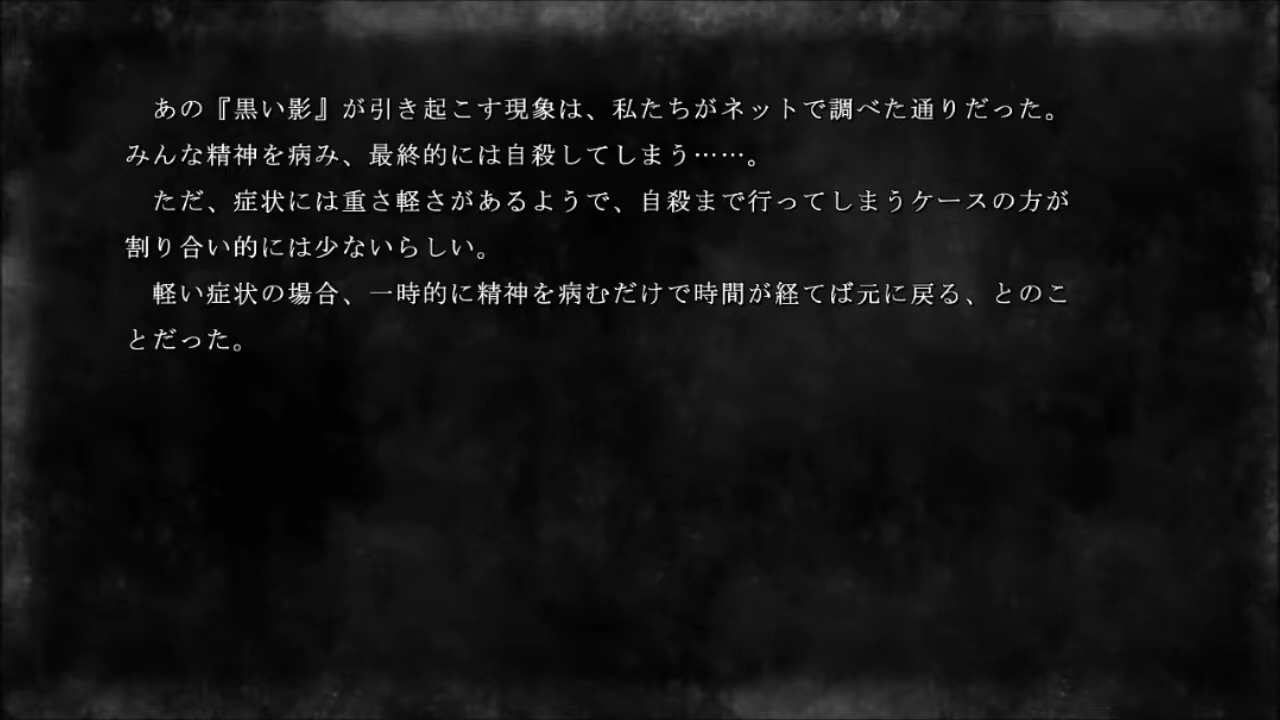 あの『黒い影』が引き起こす現象は、私たちがネットで調べた通りだった。
みんな精神を病み、最終的には自殺してしまう……。
　ただ、症状には重さ軽さがあるようで、自殺まで行ってしまうケースの方が
割り合い的には少ないらしい。
　軽い症状の場合、一時的に精神を病むだけで時間が経てば元に戻る、とのこ
とだった。